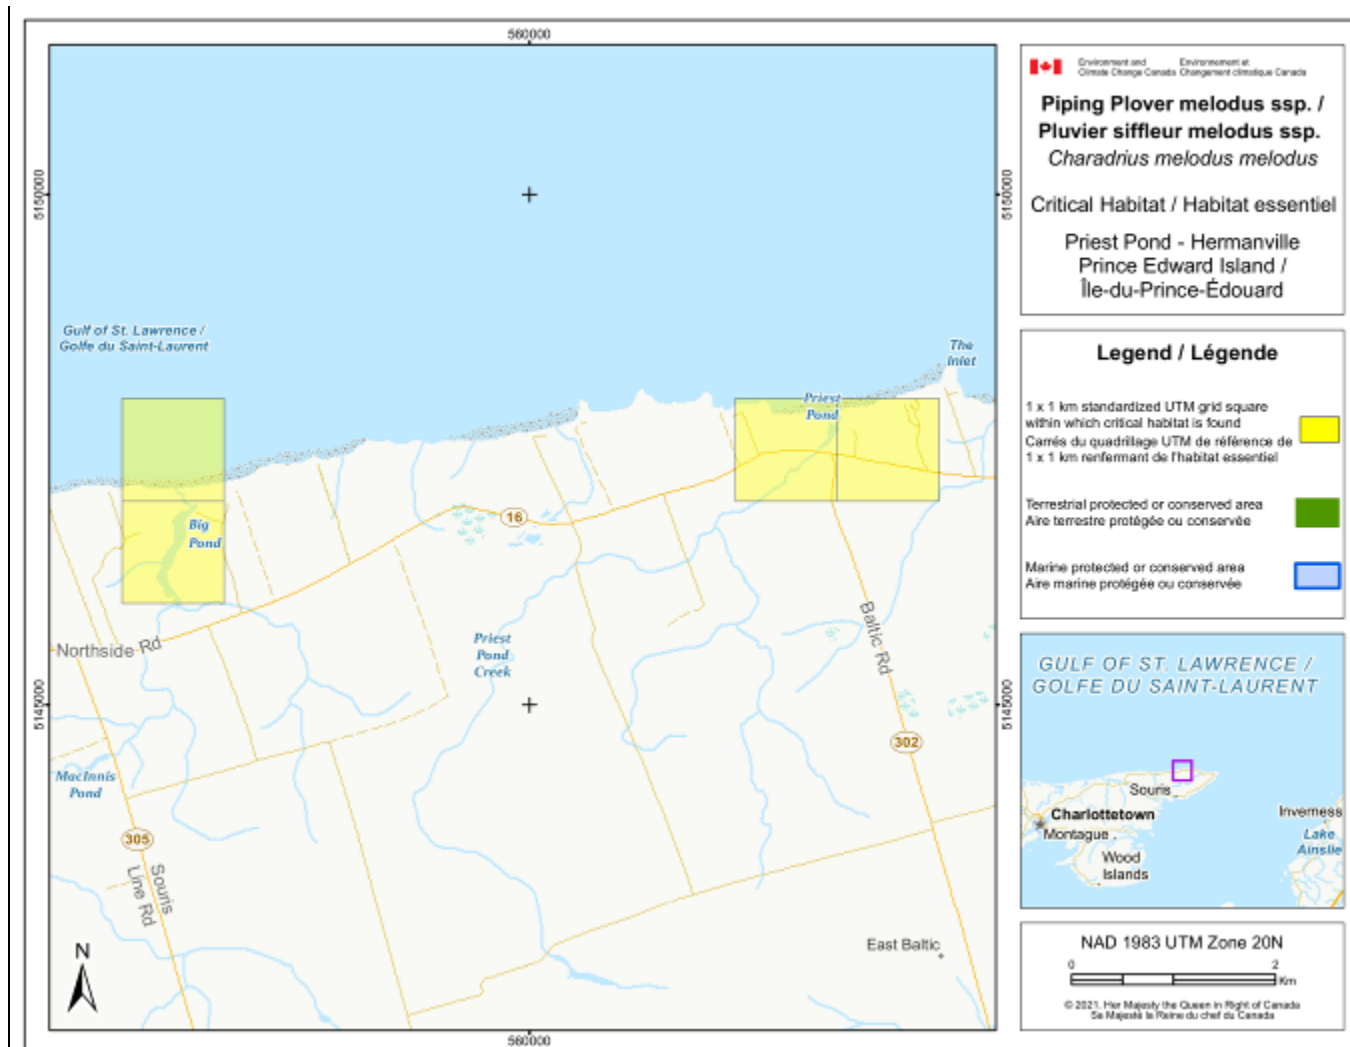 560000
5150000
5150000
Gulf of St. Lawrence /
Golfe du Saint-Laurent
The
Inlet
Priest
Pond
Big
Pond
16
Northside Rd
Priest
Pond
Creek
Baltic Rd
5145000
5145000
302
MacInnis
Pond
305
Souris
Line Rd
East Baltic
N
560000
Environment and
Climate Change Canada
Environnement et
Changement climatique Canada
Piping Plover melodus ssp. /
Pluvier siffleur melodus ssp.
Charadrius melodus melodus
Critical Habitat / Habitat essentiel
Priest Pond - Hermanville
Prince Edward Island /
Île-du-Prince-Édouard
Legend / Légende
1 x 1 km standardized UTM grid square
within which critical habitat is found
Carrés du quadrillage UTM de référence de
1 x 1 km renfermant de l'habitat essentiel
Terrestrial protected or conserved area
Aire terrestre protégée ou conservée
Marine protected or conserved area
Aire marine protégée ou conservée
GULF OF ST. LAWRENCE /
GOLFE DU SAINT-LAURENT
Souris
Charlottetown
Montague
Wood
Islands
Inverness
Lake
Ainslie
NAD 1983 UTM Zone 20N
0 2
Km
© 2021. Her Majesty the Queen in Right of Canada
Sa Majesté la Reine du chef du Canada